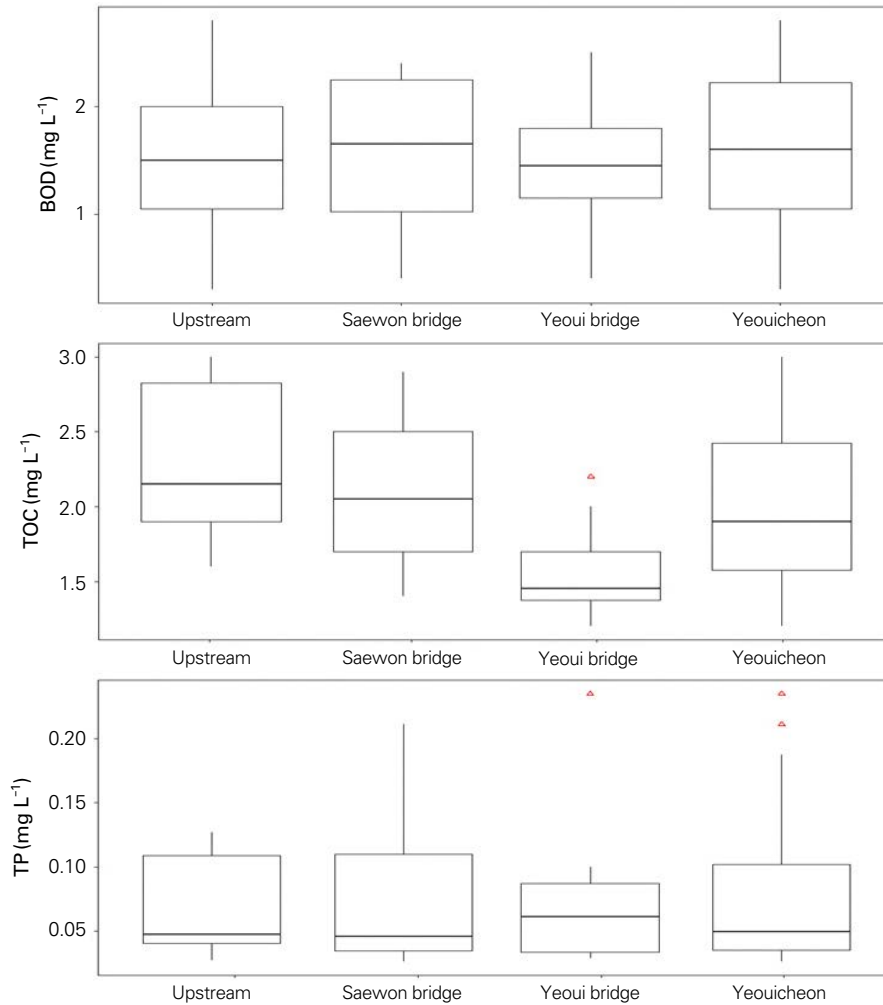 BOD (mg L⁻¹)
2
1
Upstream Saewon bridge Yeoui bridge Yeouicheon
TOC (mg L⁻¹)
3.0
2.5
2.0
1.5
Upstream Saewon bridge Yeoui bridge Yeouicheon
TP (mg L⁻¹)
0.20
0.15
0.10
0.05
Upstream Saewon bridge Yeoui bridge Yeouicheon